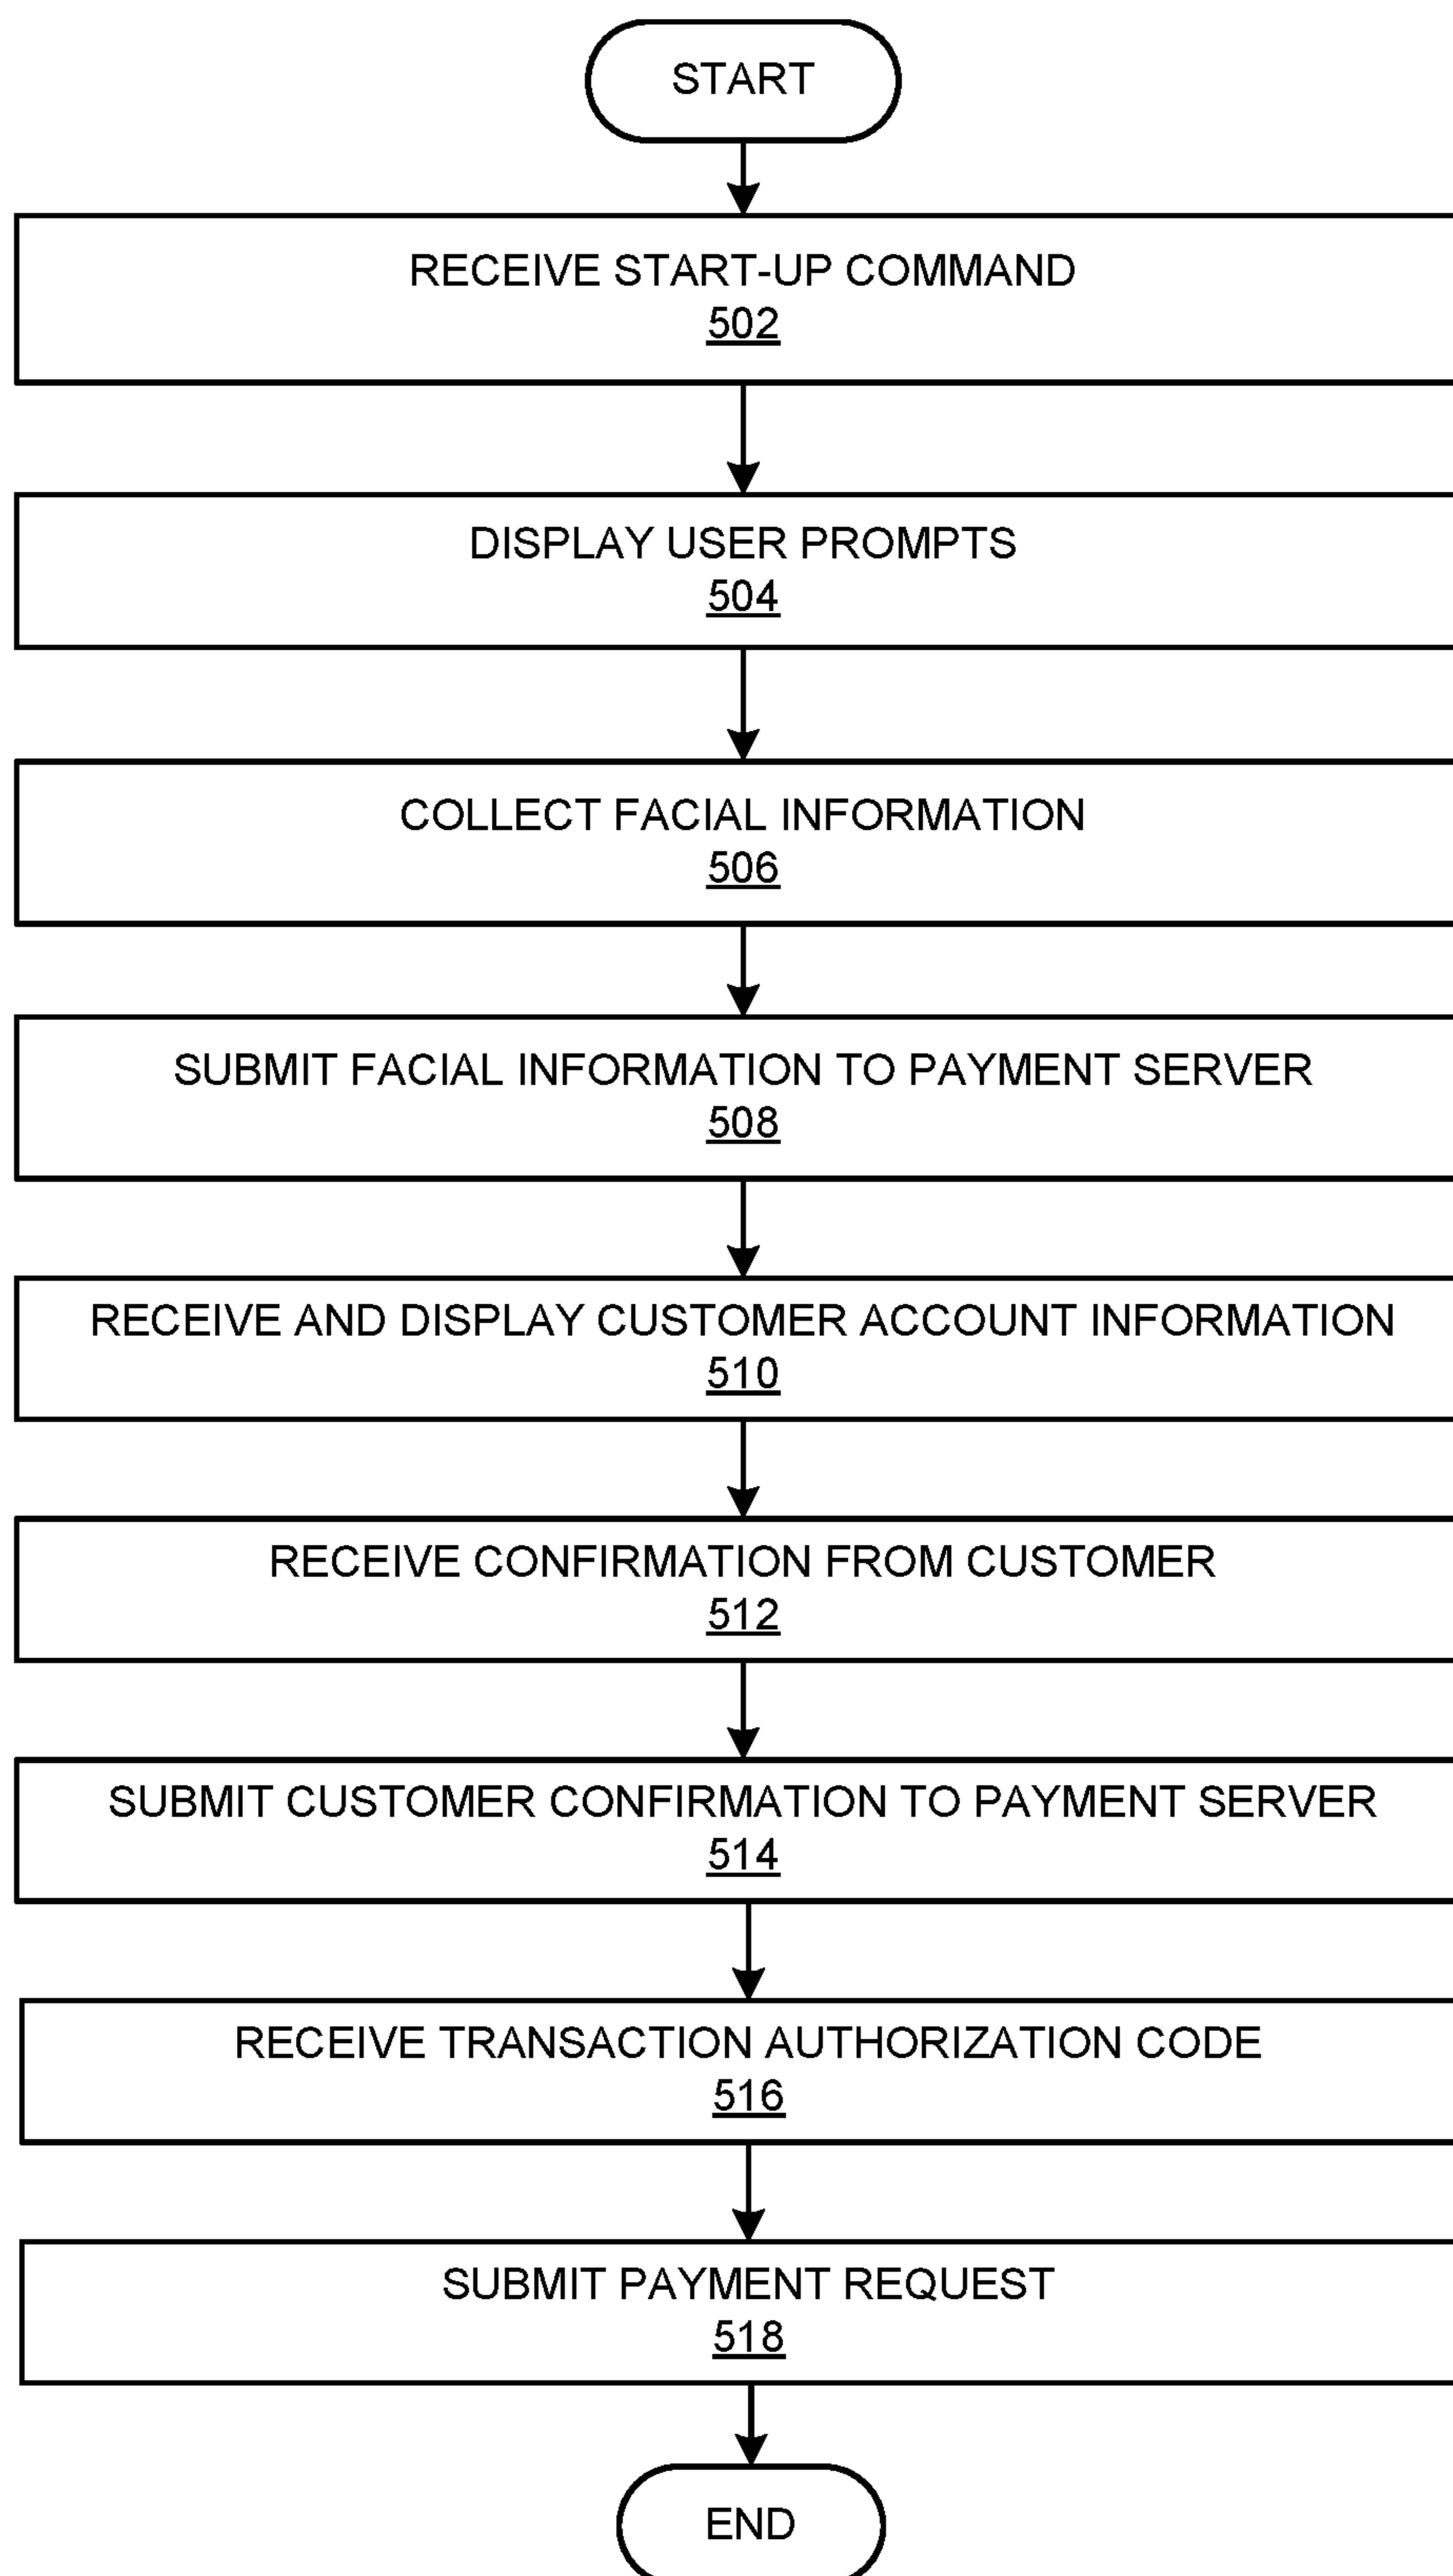 START
RECEIVE START-UP COMMAND
502
DISPLAY USER PROMPTS
504
COLLECT FACIAL INFORMATION
506
SUBMIT FACIAL INFORMATION TO PAYMENT SERVER
508
RECEIVE AND DISPLAY CUSTOMER ACCOUNT INFORMATION
510
RECEIVE CONFIRMATION FROM CUSTOMER
512
SUBMIT CUSTOMER CONFIRMATION TO PAYMENT SERVER
514
RECEIVE TRANSACTION AUTHORIZATION CODE
516
SUBMIT PAYMENT REQUEST
518
END